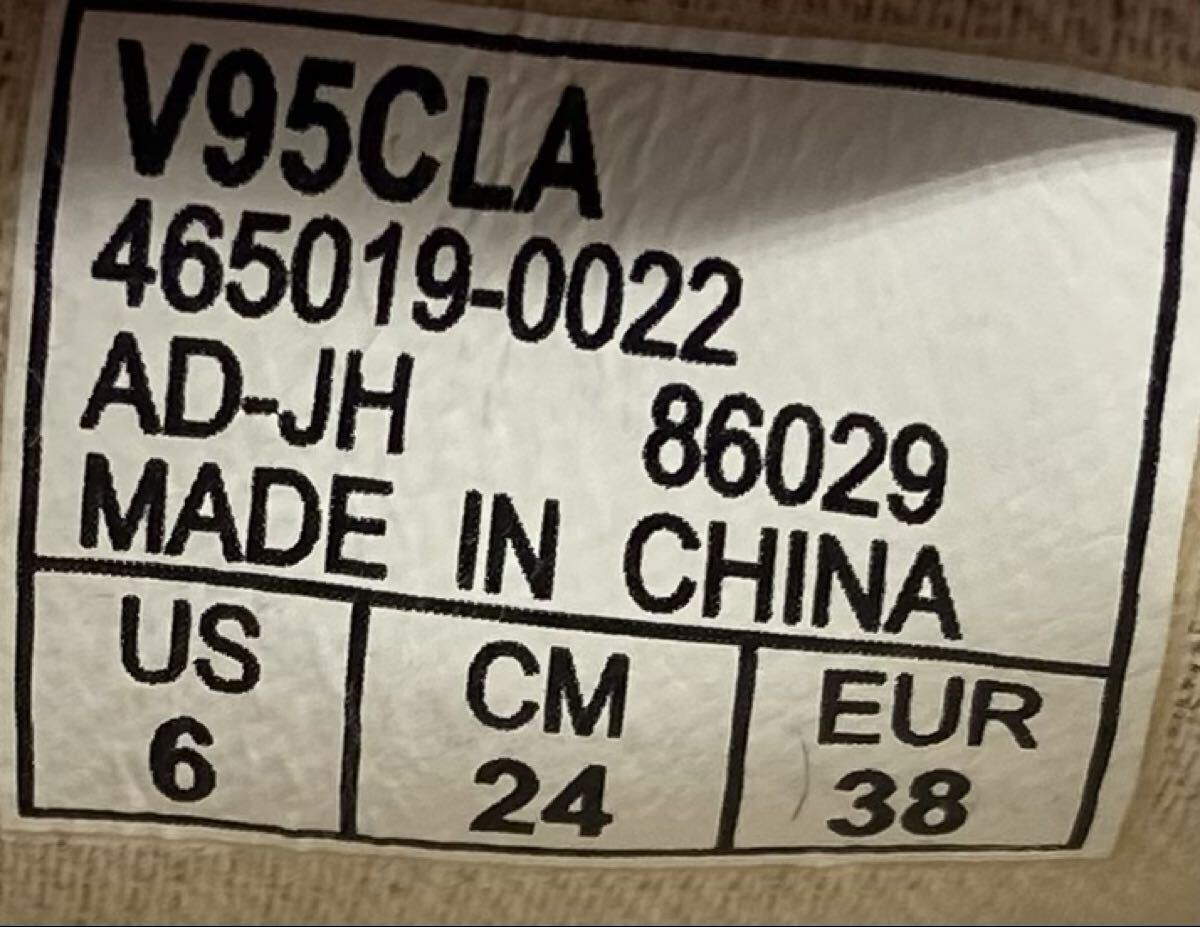 V95CLA
465019-0022
AD-JH 86029
MADE IN CHINA
US CM EUR
6 24 38